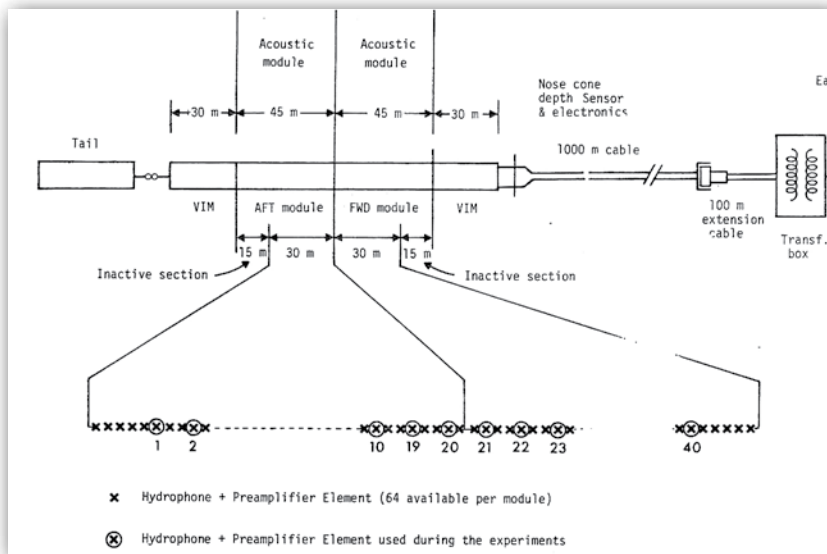 Acoustic module
Acoustic module
30 m
45 m
45 m
30 m
Nose cone
depth Sensor
& electronics
Ea
Tail
1000 m cable
VIM
AFT module
FWD module
VIM
100 m
extension
cable
Transf.
box
15 m
30 m
30 m
15 m
Inactive section
Inactive section
1
2
10
19
20
21
22
23
40
x Hydrophone + Preamplifier Element (64 available per module)
⊗ Hydrophone + Preamplifier Element used during the experiments